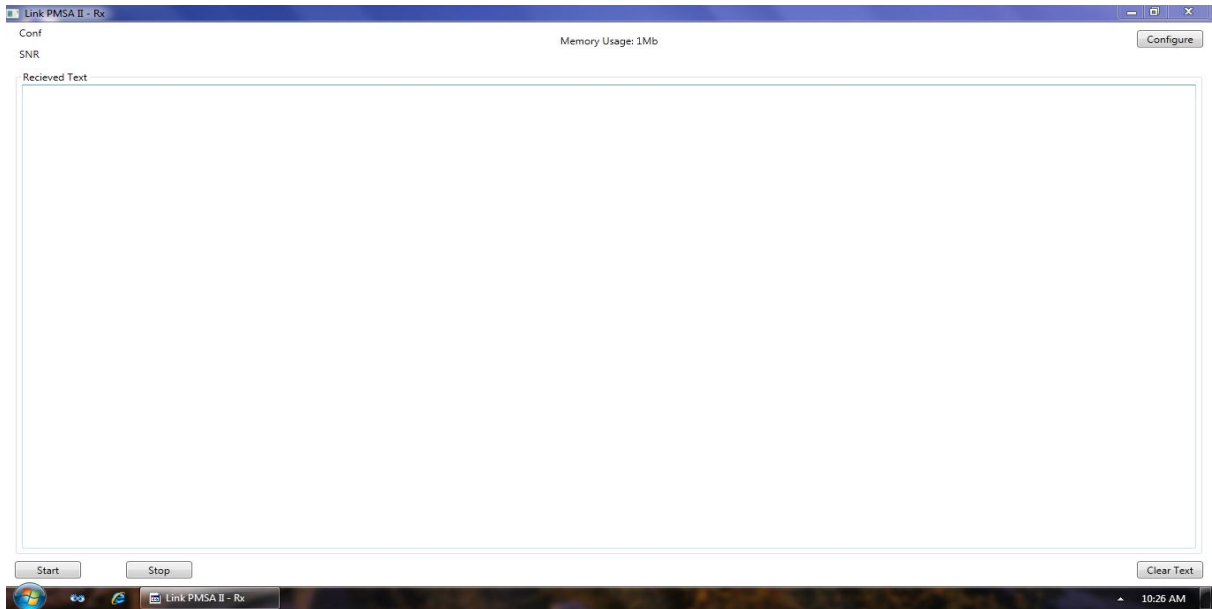 Link PMSA II - Rx
Conf
Memory Usage: 1Mb
Configure
SNR
Recieved Text
Start
Stop
Clear Text
Link PMSA II - Rx
10:26 AM